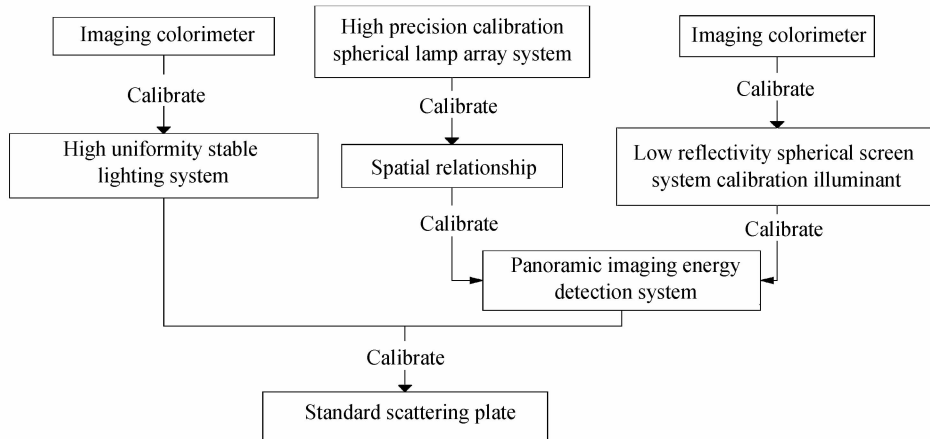 Imaging colorimeter
High precision calibration
spherical lamp array system
Imaging colorimeter
Calibrate
Calibrate
Calibrate
High uniformity stable
lighting system
Spatial relationship
Low reflectivity spherical screen
system calibration illuminant
Calibrate
Calibrate
Panoramic imaging energy
detection system
Calibrate
Standard scattering plate